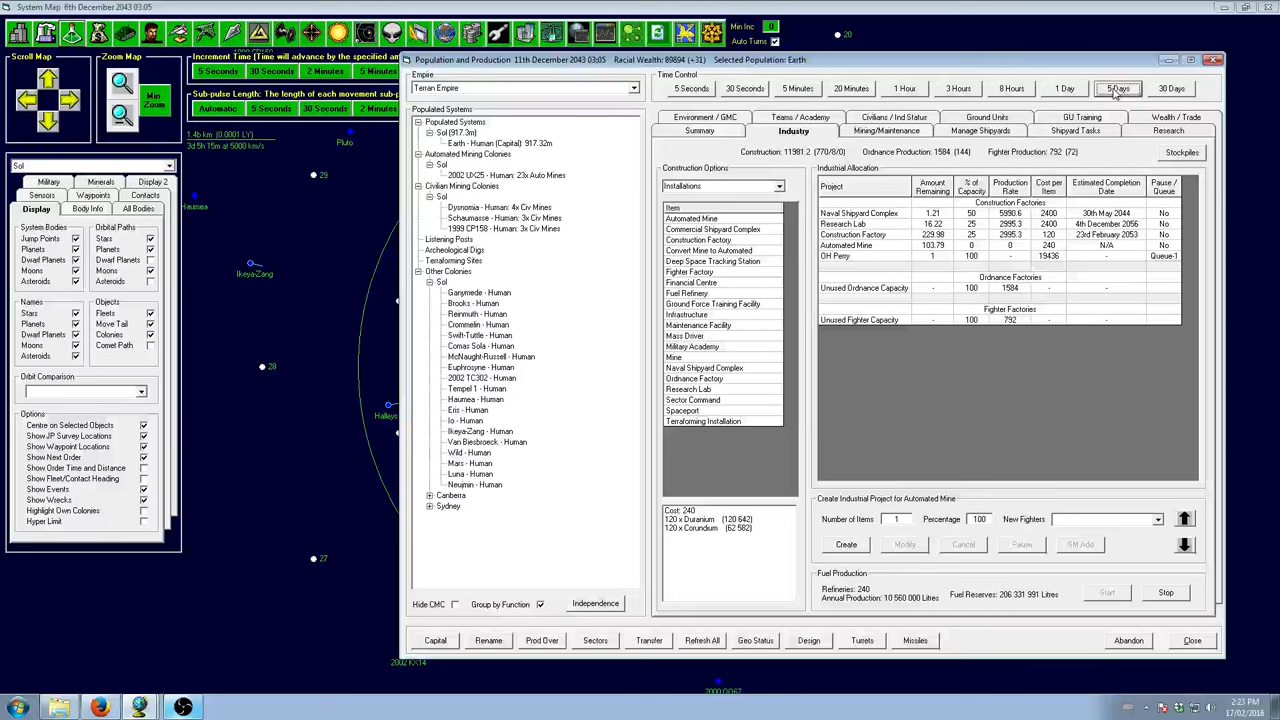 System Map 6th December 2043 03:05
Min Inc 0
Auto Turns
20
Scroll Map
Zoom Map
Min
Zoom
Increment Time (Time will advance by the specified am
5 Seconds 30 Seconds 2 Minutes 5 Minutes
Sub-pulse Length: The length of each movement sub-p
Automatic 5 Seconds 30 Seconds 2 Minutes
1.4b km (0.0001 LY)
3d 5h 15m at 5000 km/s
Pluto
29
Haumea
Ikeya-Zang
28
Halleys
27
2002 KX14
2000 OO67
Sol
Military Minerals Display 2
Sensors Waypoints Contacts
Display Body Info All Bodies
System Bodies
Jump Points
Planets
Dwarf Planets
Moons
Asteroids
Orbital Paths
Stars
Planets
Dwarf Planets
Moons
Asteroids
Names
Stars
Planets
Dwarf Planets
Moons
Asteroids
Objects
Fleets
Move Tail
Colonies
Comet Path
Orbit Comparison
Options
Centre on Selected Objects
Show JP Survey Locations
Show Waypoint Locations
Show Next Order
Show Order Time and Distance
Show Fleet/Contact Heading
Show Events
Show Wrecks
Highlight Own Colonies
Hyper Limit
Population and Production 11th December 2043 03:05 Racial Wealth: 89894 (+31) Selected Population: Earth
Empire
Terran Empire
Time Control
5 Seconds 30 Seconds 5 Minutes 20 Minutes 1 Hour 3 Hours 8 Hours 1 Day 5 Days 30 Days
Populated Systems
Populated Systems
Sol (917.3m)
Earth - Human (Capital): 917.32m
Automated Mining Colonies
Sol
2002 UX25 - Human: 23x Auto Mines
Civilian Mining Colonies
Sol
Dysnomia - Human: 4x Civ Mines
Schaumasse - Human: 3x Civ Mines
1999 CP158 - Human: 3x Civ Mines
Listening Posts
Archeological Digs
Terraforming Sites
Other Colonies
Sol
Ganymede - Human
Brooks - Human
Reinmuth - Human
Crommelin - Human
Swift-Tuttle - Human
Comas Sola - Human
McNaught-Russell - Human
Euphrosyne - Human
2002 TC302 - Human
Tempel 1 - Human
Haumea - Human
Eris - Human
Io - Human
Ikeya-Zang - Human
Van Biesbroeck - Human
Wild - Human
Mars - Human
Luna - Human
Neujmin - Human
Canberra
Sydney
Hide CMC
Group by Function
Independence
Environment / GMC Teams / Academy Civilians / Ind Status Ground Units GU Training Wealth / Trade
Summary Industry Mining/Maintenance Manage Shipyards Shipyard Tasks Research
Construction: 11981.2 (770/8/0) Ordnance Production: 1584 (144) Fighter Production: 792 (72)
Stockpiles
Construction Options
Installations
Item
Automated Mine
Commercial Shipyard Complex
Construction Factory
Convert Mine to Automated
Deep Space Tracking Station
Fighter Factory
Financial Centre
Fuel Refinery
Ground Force Training Facility
Infrastructure
Maintenance Facility
Mass Driver
Military Academy
Mine
Naval Shipyard Complex
Ordnance Factory
Research Lab
Sector Command
Spaceport
Terraforming Installation
Cost: 240
120 x Duranium (120 642)
120 x Corundium (62 582)
Industrial Allocation
Project Amount Remaining % of Capacity Production Rate Cost per Item Estimated Completion Date Pause / Queue
Construction Factories
Naval Shipyard Complex 1.21 50 5990.6 2400 30th May 2044 No
Research Lab 16.22 25 2995.3 2400 4th December 2056 No
Construction Factory 229.98 25 2995.3 120 23rd February 2053 No
Automated Mine 103.79 0 0 240 N/A No
OH Perry 1 100 - 19436 - Queue-1
Ordnance Factories
Unused Ordnance Capacity - 100 1584 - - -
Fighter Factories
Unused Fighter Capacity - 100 792 - - -
Create Industrial Project for Automated Mine
Number of Items 1 Percentage 100 New Fighters
Create Modify Cancel Pause SM Add
Fuel Production
Refineries: 240
Annual Production: 10 560 000 Litres
Fuel Reserves: 206 331 991 Litres
Start Stop
Capital Rename Prod Over Sectors Transfer Refresh All Geo Status Design Turrets Missiles Abandon Close
2:23 PM
17/02/2016